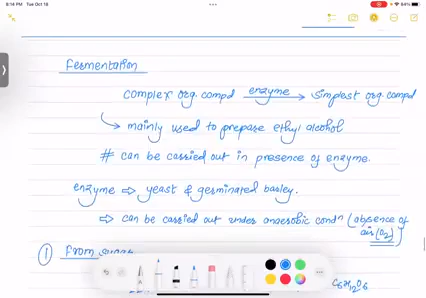 8:14 PM Tue Oct 18
84%
Fermentation
complex org. compd enzyme → simplest org. compd
↳ mainly used to prepare ethyl alcohol
# can be carried out in presence of enzyme.
enzyme ⇒ yeast & germinated barley.
⇒ can be carried out under anaerobic condⁿ (absence of air (O₂))
① From
C₆H₁₂O₆